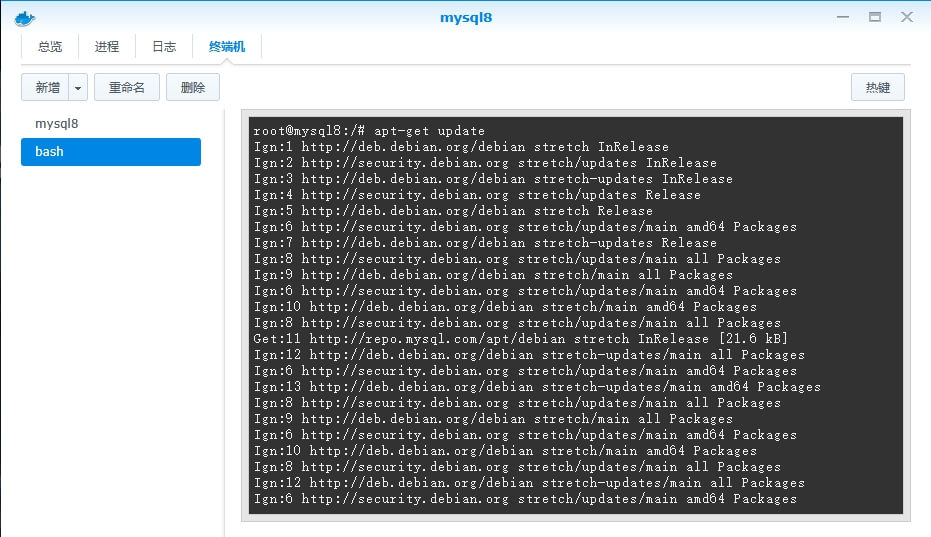 mysql8
总览 进程 日志 终端机
新增 重命名 删除 热键
mysql8
bash
root@mysql8:/# apt-get update
Ign:1 http://deb.debian.org/debian stretch InRelease
Ign:2 http://security.debian.org stretch/updates InRelease
Ign:3 http://deb.debian.org/debian stretch-updates InRelease
Ign:4 http://security.debian.org stretch/updates Release
Ign:5 http://deb.debian.org/debian stretch Release
Ign:6 http://security.debian.org stretch/updates/main amd64 Packages
Ign:7 http://deb.debian.org/debian stretch-updates Release
Ign:8 http://security.debian.org stretch/updates/main all Packages
Ign:9 http://deb.debian.org/debian stretch/main all Packages
Ign:6 http://security.debian.org stretch/updates/main amd64 Packages
Ign:10 http://deb.debian.org/debian stretch/main amd64 Packages
Ign:8 http://security.debian.org stretch/updates/main all Packages
Get:11 http://repo.mysql.com/apt/debian stretch InRelease [21.6 kB]
Ign:12 http://deb.debian.org/debian stretch-updates/main all Packages
Ign:6 http://security.debian.org stretch/updates/main amd64 Packages
Ign:13 http://deb.debian.org/debian stretch-updates/main amd64 Packages
Ign:8 http://security.debian.org stretch/updates/main all Packages
Ign:9 http://deb.debian.org/debian stretch/main all Packages
Ign:6 http://security.debian.org stretch/updates/main amd64 Packages
Ign:10 http://deb.debian.org/debian stretch/main amd64 Packages
Ign:8 http://security.debian.org stretch/updates/main all Packages
Ign:12 http://deb.debian.org/debian stretch-updates/main all Packages
Ign:6 http://security.debian.org stretch/updates/main amd64 Packages